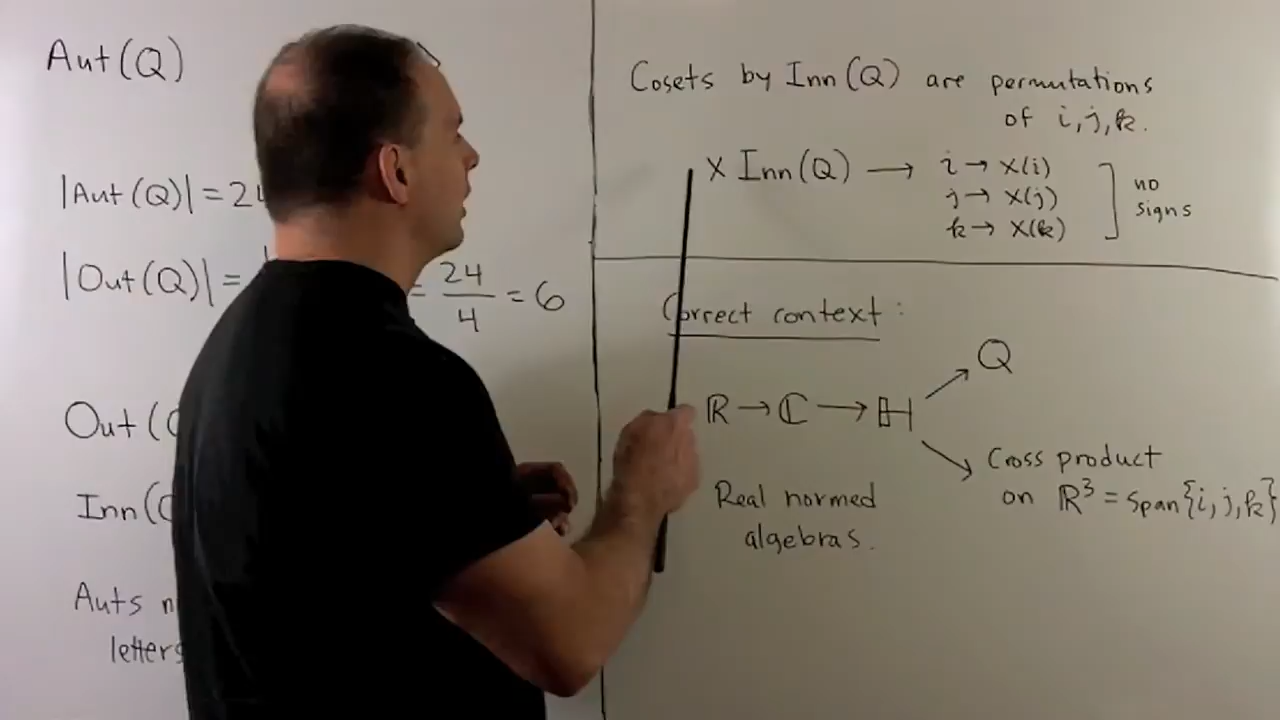 Aut(Q)
|Aut(Q)| = 2
|Out(Q)| = = 24/4 = 6
Out(
Inn(
Auts
letters
Cosets by Inn(Q) are permutations
of i, j, k.
x Inn(Q) → i → x(i)
j → x(j)
k → x(k)
no
signs
Correct context:
ℝ → ℂ → ℍ
Q
Cross product
on ℝ³ = span{i, j, k}
Real normed
algebras.